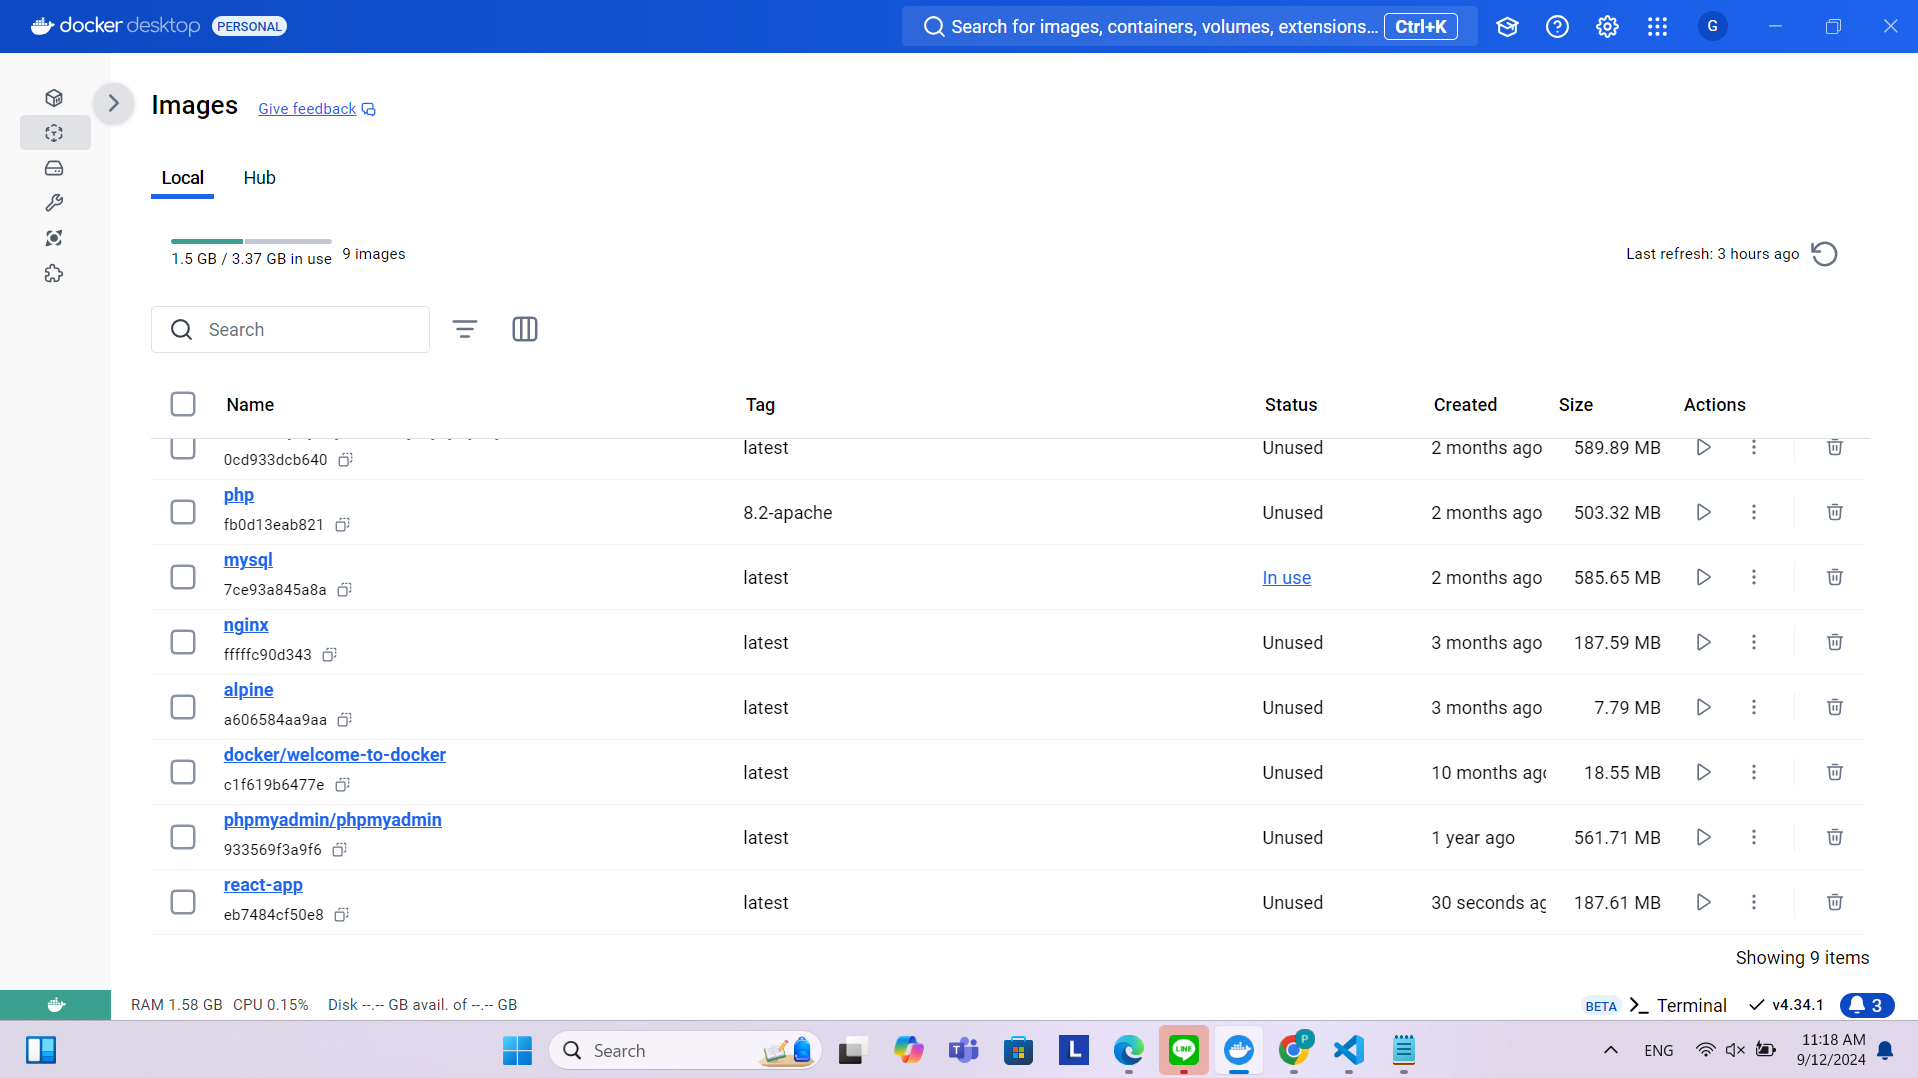 docker desktop PERSONAL
Search for images, containers, volumes, extensions... Ctrl+K
G
Images Give feedback
Local Hub
1.5 GB / 3.37 GB in use 9 images
Last refresh: 3 hours ago
Search
Name Tag Status Created Size Actions
latest Unused 2 months ago 589.89 MB
0cd933dcb640
php
8.2-apache Unused 2 months ago 503.32 MB
fb0d13eab821
mysql
latest In use 2 months ago 585.65 MB
7ce93a845a8a
nginx
latest Unused 3 months ago 187.59 MB
fffffc90d343
alpine
latest Unused 3 months ago 7.79 MB
a606584aa9aa
docker/welcome-to-docker
latest Unused 10 months ago 18.55 MB
c1f619b6477e
phpmyadmin/phpmyadmin
latest Unused 1 year ago 561.71 MB
933569f3a9f6
react-app
latest Unused 30 seconds ag 187.61 MB
eb7484cf50e8
Showing 9 items
RAM 1.58 GB CPU 0.15% Disk --.-- GB avail. of --.-- GB
BETA Terminal v4.34.1 3
Search
L
LINE
P
ENG
11:18 AM
9/12/2024